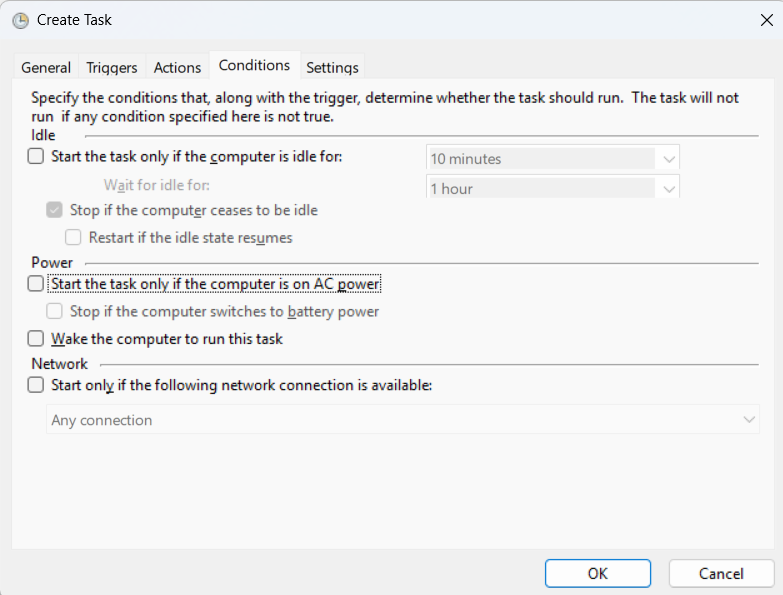 Create Task
General Triggers Actions Conditions Settings
Specify the conditions that, along with the trigger, determine whether the task should run.  The task will not
run  if any condition specified here is not true.
Idle
Start the task only if the computer is idle for: 10 minutes
Wait for idle for: 1 hour
Stop if the computer ceases to be idle
Restart if the idle state resumes
Power
Start the task only if the computer is on AC power
Stop if the computer switches to battery power
Wake the computer to run this task
Network
Start only if the following network connection is available:
Any connection
OK Cancel